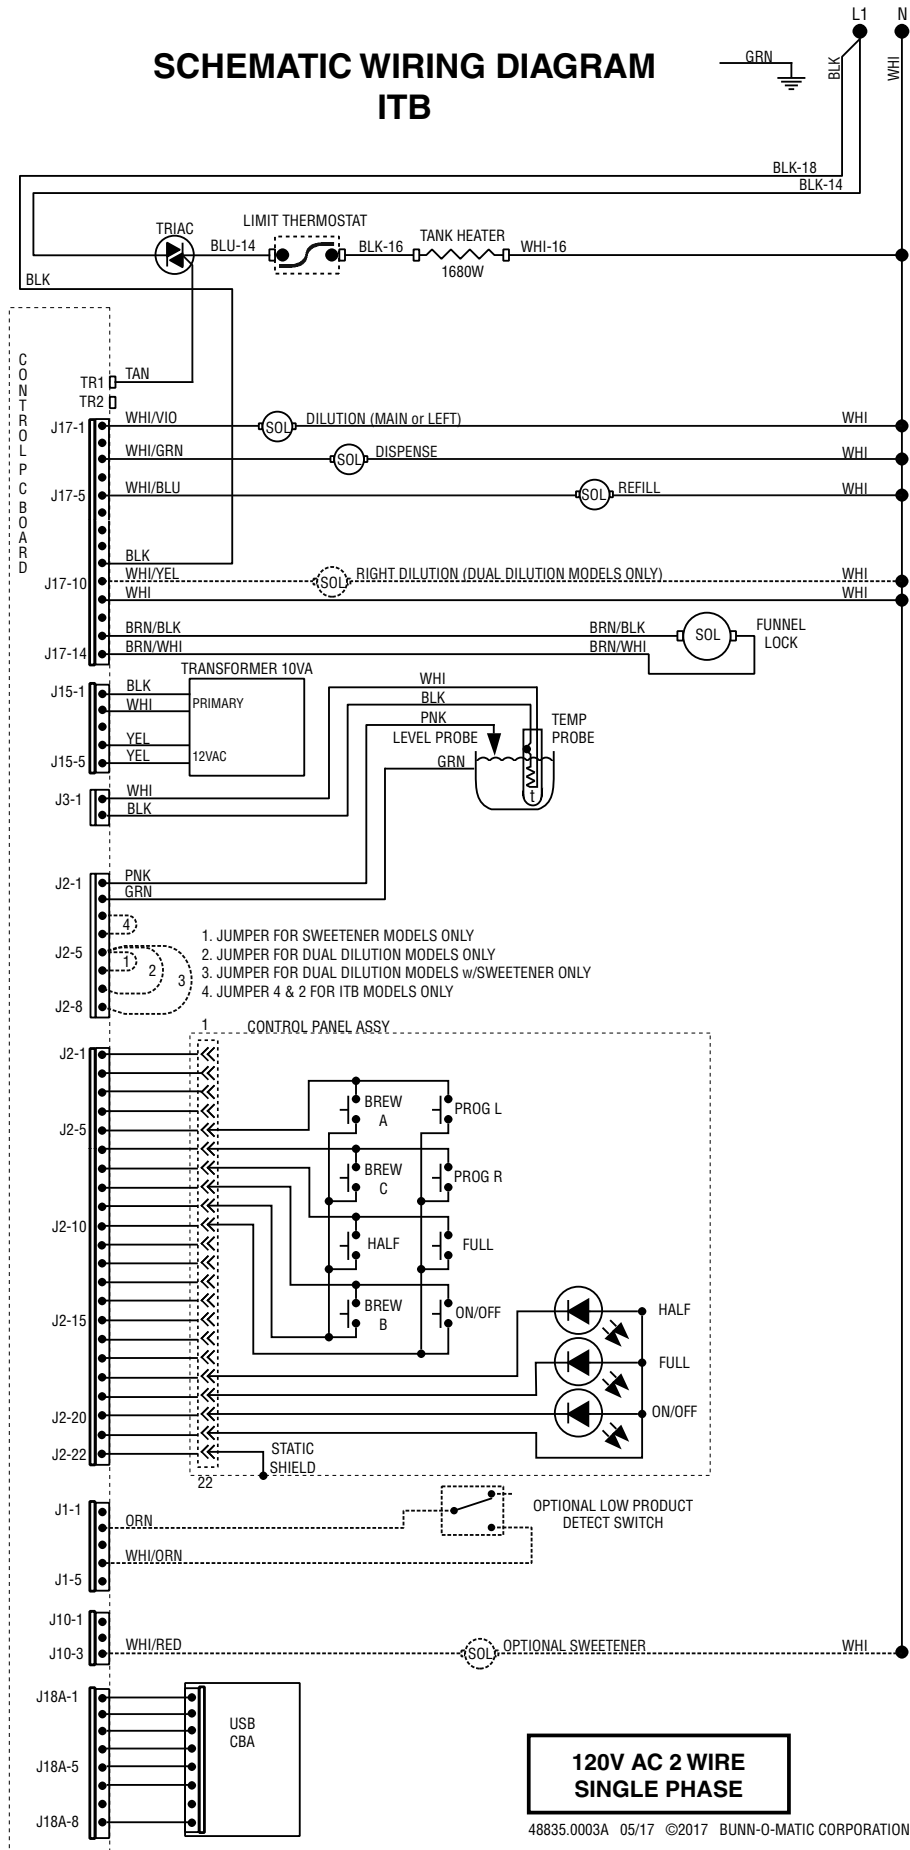 L1 N
SCHEMATIC WIRING DIAGRAM
ITB
GRN
BLK
WHI
BLK-18
BLK-14
TRIAC
LIMIT THERMOSTAT
BLU-14
BLK-16
TANK HEATER
1680W
WHI-16
BLK
CONTROL PC BOARD
TR1 TAN
TR2
J17-1 WHI/VIO SOL DILUTION (MAIN or LEFT) WHI
WHI/GRN SOL DISPENSE WHI
J17-5 WHI/BLU SOL REFILL WHI
BLK
J17-10 WHI/YEL SOL RIGHT DILUTION (DUAL DILUTION MODELS ONLY) WHI
WHI WHI
BRN/BLK BRN/BLK SOL FUNNEL
LOCK
J17-14 BRN/WHI BRN/WHI
TRANSFORMER 10VA
J15-1 BLK
WHI PRIMARY
YEL
J15-5 YEL 12VAC
WHI
BLK
PNK
LEVEL PROBE
TEMP
PROBE
GRN
t
J3-1 WHI
BLK
J2-1 PNK
GRN
4
J2-5
1 2 3
J2-8
1. JUMPER FOR SWEETENER MODELS ONLY
2. JUMPER FOR DUAL DILUTION MODELS ONLY
3. JUMPER FOR DUAL DILUTION MODELS w/SWEETENER ONLY
4. JUMPER 4 & 2 FOR ITB MODELS ONLY
1 CONTROL PANEL ASSY
J2-1
J2-5
J2-10
J2-15
J2-20
J2-22
BREW
A
PROG L
BREW
C
PROG R
HALF
FULL
BREW
B
ON/OFF
HALF
FULL
ON/OFF
STATIC
SHIELD
22
J1-1
ORN
WHI/ORN
J1-5
OPTIONAL LOW PRODUCT
DETECT SWITCH
J10-1
J10-3 WHI/RED SOL OPTIONAL SWEETENER WHI
J18A-1
J18A-5
J18A-8
USB
CBA
120V AC 2 WIRE
SINGLE PHASE
48835.0003A 05/17 ©2017 BUNN-O-MATIC CORPORATION